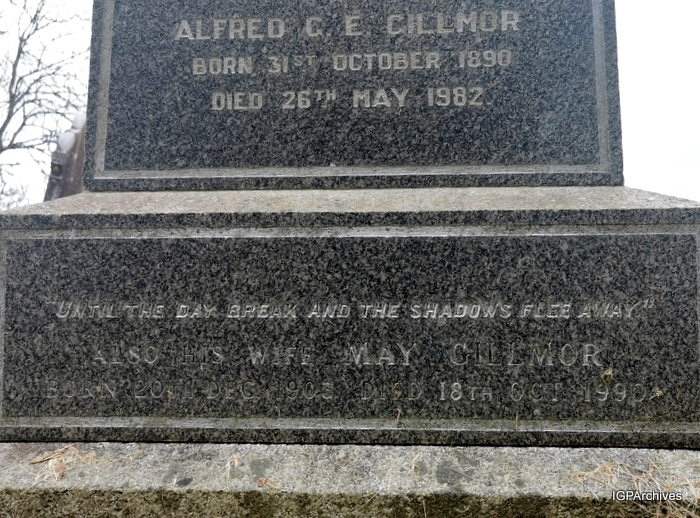 ALFRED G. E. GILLMOR
BORN 31ST OCTOBER 1890
DIED 26TH MAY 1982
"UNTIL THE DAY BREAK AND THE SHADOWS FLEE AWAY"
ALSO HIS WIFE MAY GILLMOR
BORN 20TH DEC. 1903 DIED 18TH OCT. 1990
IGPArchives